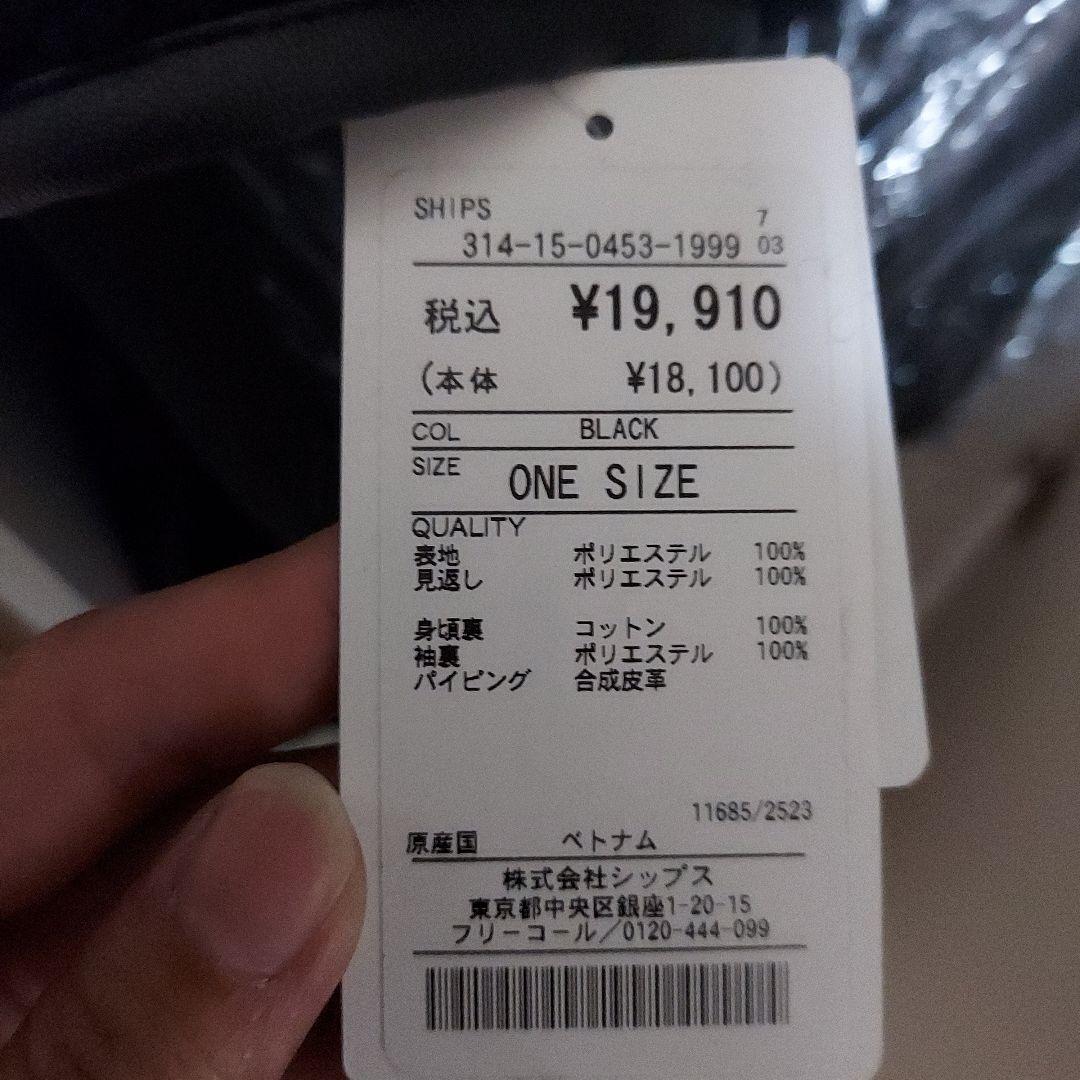 SHIPS
7
314-15-0453-1999 03
税込 ¥19,910
(本体 ¥18,100)
COL BLACK
SIZE ONE SIZE
QUALITY
表地 ポリエステル 100%
見返し ポリエステル 100%
身頃裏 コットン 100%
袖裏 ポリエステル 100%
パイピング 合成皮革
11685/2523
原産国 ベトナム
株式会社シップス
東京都中央区銀座1-20-15
フリーコール／0120-444-099